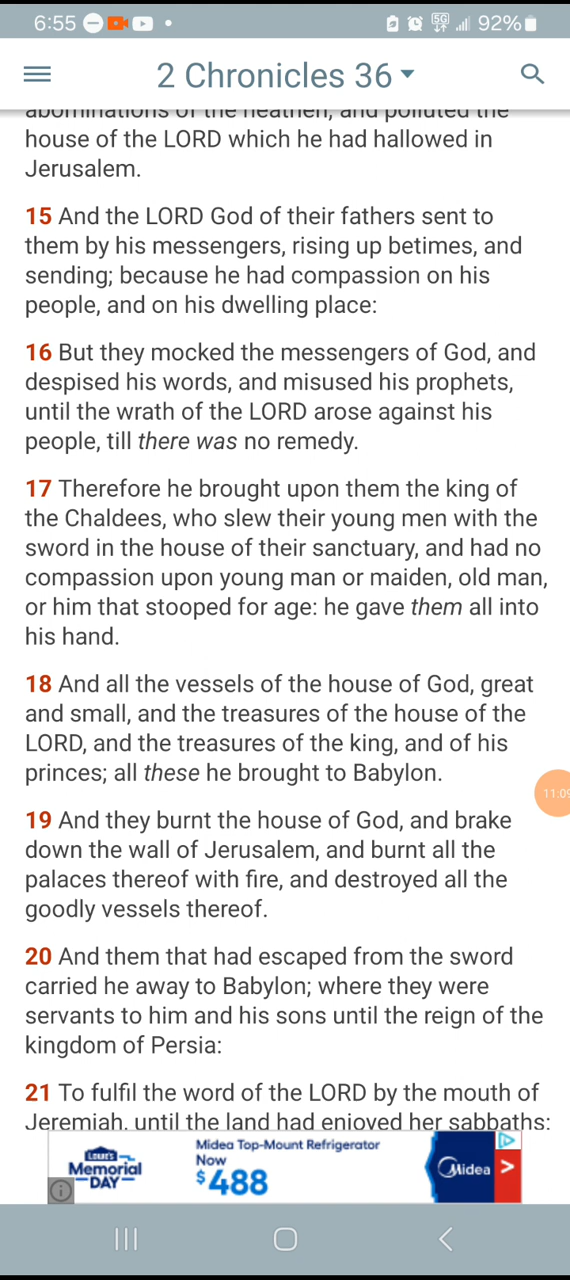 6:55
5G
92%
2 Chronicles 36
abominations of the heathen, and polluted the
house of the LORD which he had hallowed in
Jerusalem.
15 And the LORD God of their fathers sent to
them by his messengers, rising up betimes, and
sending; because he had compassion on his
people, and on his dwelling place:
16 But they mocked the messengers of God, and
despised his words, and misused his prophets,
until the wrath of the LORD arose against his
people, till there was no remedy.
17 Therefore he brought upon them the king of
the Chaldees, who slew their young men with the
sword in the house of their sanctuary, and had no
compassion upon young man or maiden, old man,
or him that stooped for age: he gave them all into
his hand.
18 And all the vessels of the house of God, great
and small, and the treasures of the house of the
LORD, and the treasures of the king, and of his
princes; all these he brought to Babylon.
11:09
19 And they burnt the house of God, and brake
down the wall of Jerusalem, and burnt all the
palaces thereof with fire, and destroyed all the
goodly vessels thereof.
20 And them that had escaped from the sword
carried he away to Babylon; where they were
servants to him and his sons until the reign of the
kingdom of Persia:
21 To fulfil the word of the LORD by the mouth of
Jeremiah, until the land had enjoyed her sabbaths:
LOWE'S
Memorial
DAY
Midea Top-Mount Refrigerator
Now
$488
Midea